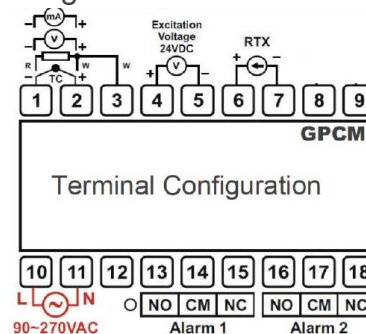 mA
- V +
R W W
- TC +
Excitation
Voltage
24VDC
+ V -
RTX
+ -
1 2 3 4 5 6 7 8 9
GPCM
Terminal Configuration
10 11 12 13 14 15 16 17 18
L N
90~270VAC
NO CM NC NO CM NC
Alarm 1 Alarm 2